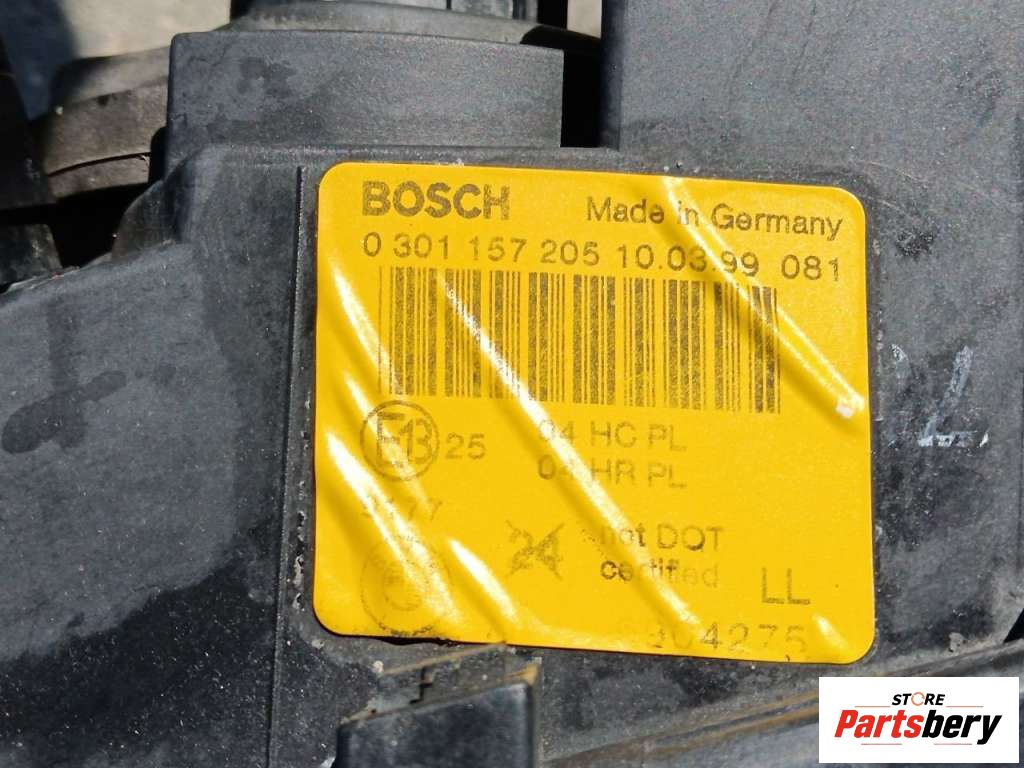 BOSCH Made in Germany
0 301 157 205 10.03.99 081
E13 25 04 HC PL
04 HR PL
24 not DOT
certified LL
STORE
Partsbery